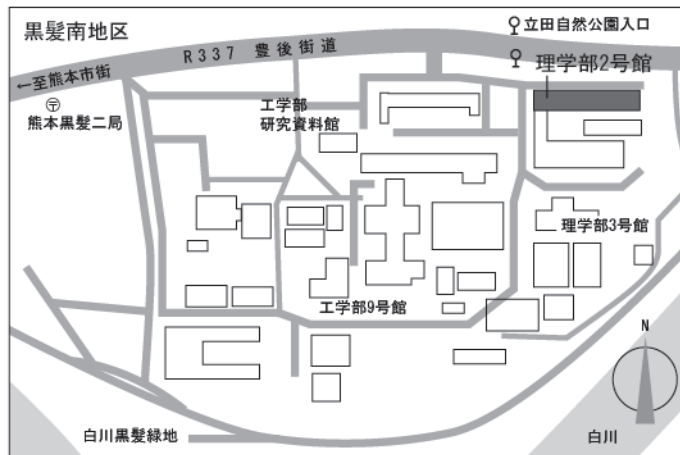 黒髪南地区
立田自然公園入口
R337 豊後街道
理学部2号館
←至熊本市街
〒
熊本黒髪二局
工学部
研究資料館
理学部3号館
工学部9号館
N
白川黒髪緑地
白川